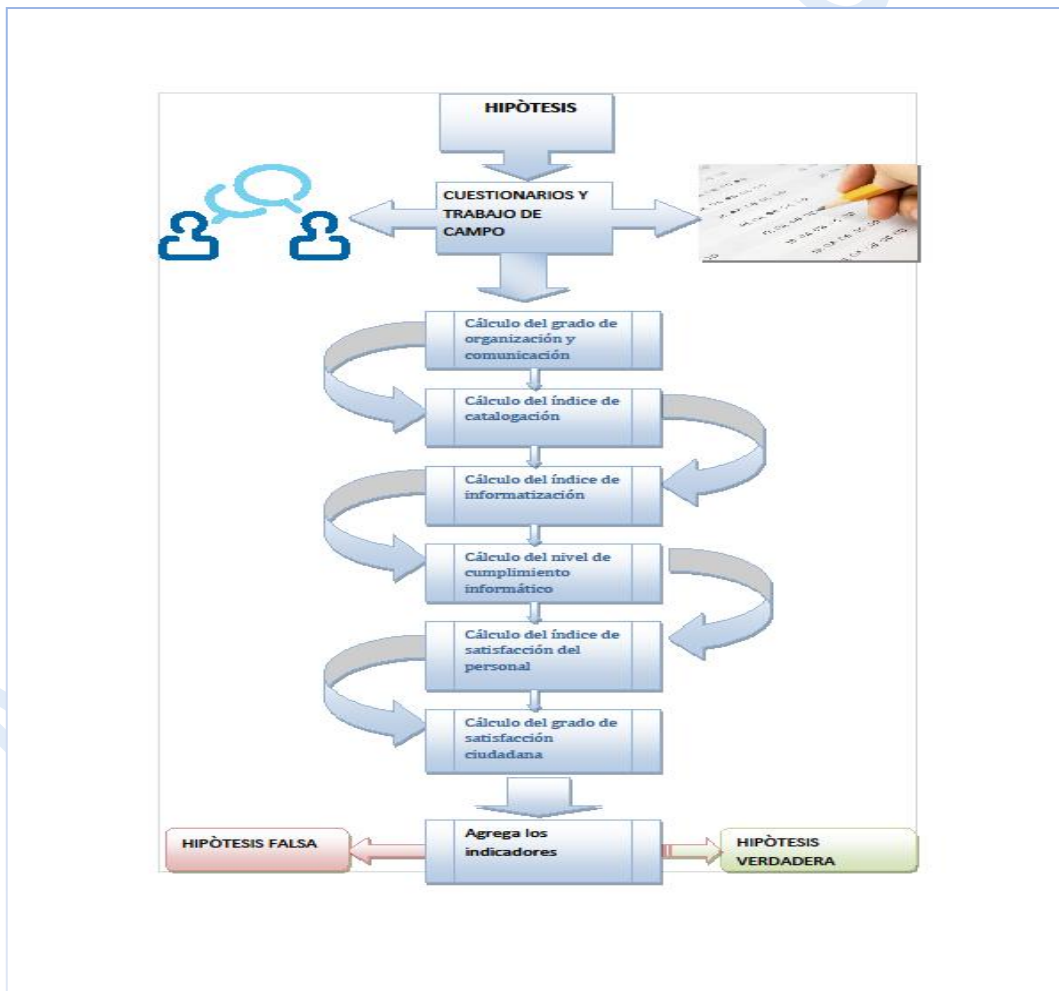 HIPÒTESIS
CUESTIONARIOS Y
TRABAJO DE
CAMPO
Cálculo del grado de
organización y
comunicación
Cálculo del índice de
catalogación
Cálculo del índice de
informatización
Cálculo del nivel de
cumplimiento
informático
Cálculo del índice de
satisfacción del
personal
Cálculo del grado de
satisfacción
ciudadana
Agrega los
indicadores
HIPÒTESIS FALSA
HIPÒTESIS
VERDADERA